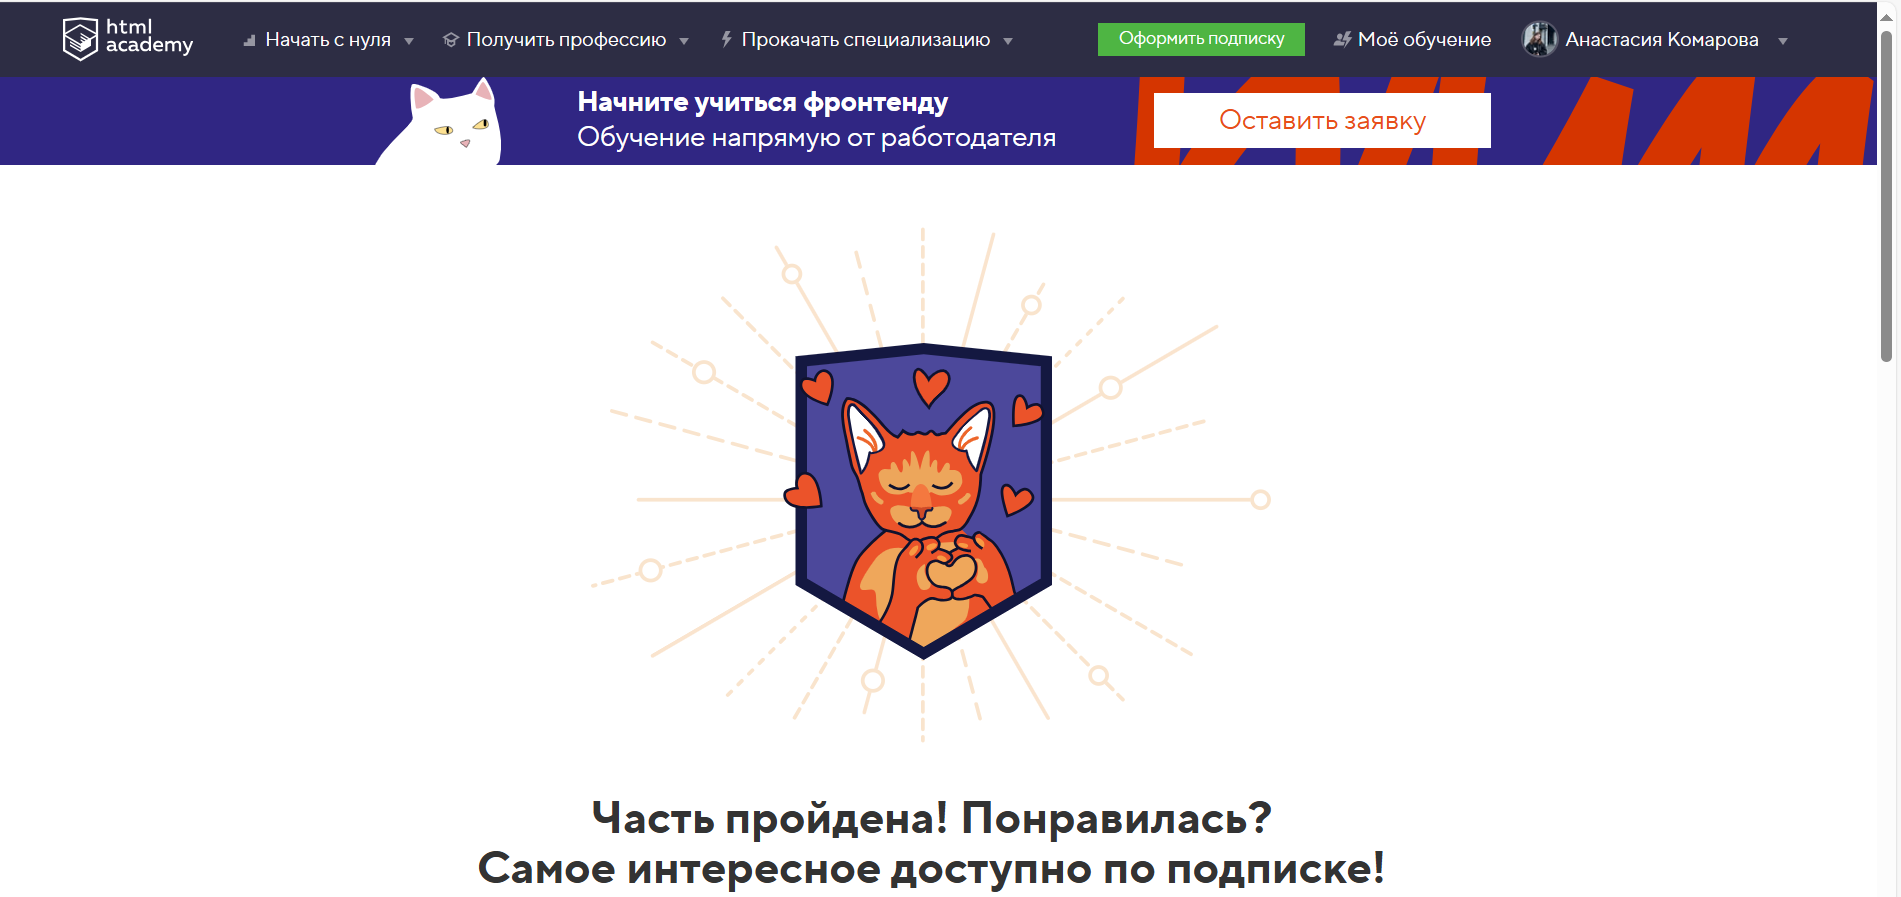 html
academy
Начать с нуля
Получить профессию
Прокачать специализацию
Оформить подписку
Моё обучение
Анастасия Комарова
Начните учиться фронтенду
Обучение напрямую от работодателя
Оставить заявку
Часть пройдена! Понравилась?
Самое интересное доступно по подписке!